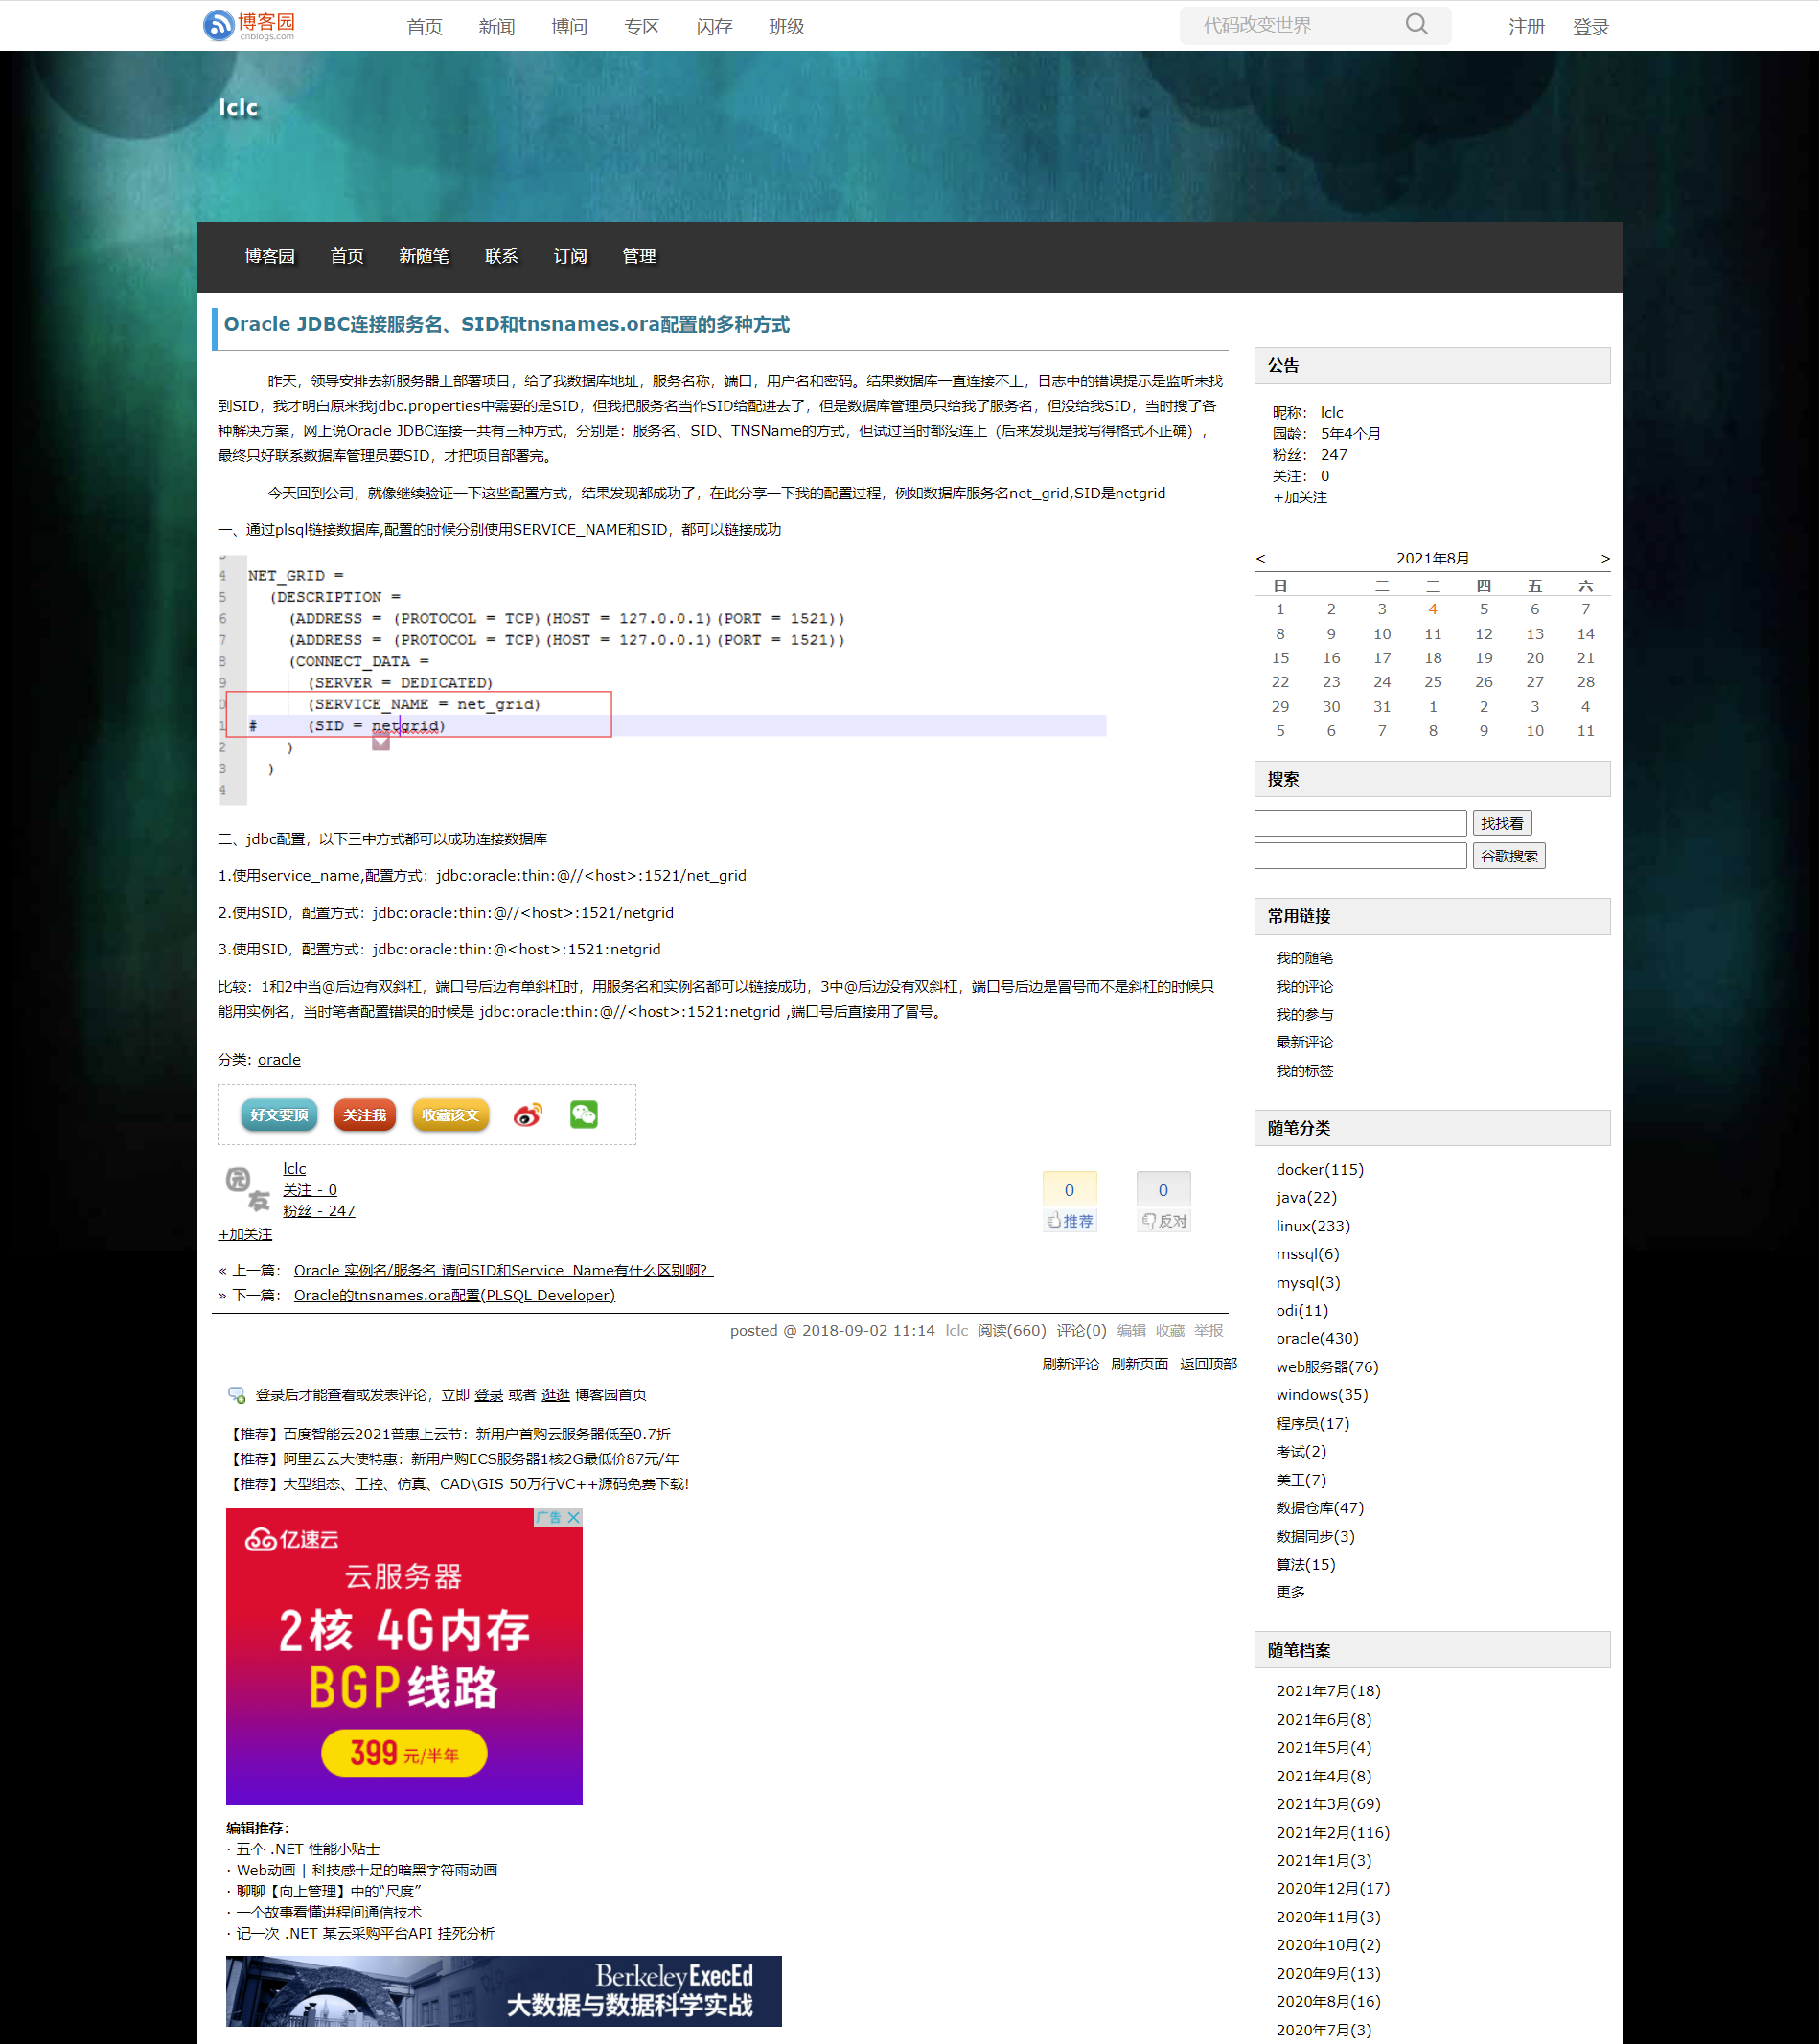 博客园
cnblogs.com
首页 新闻 博问 专区 闪存 班级
代码改变世界
注册 登录
lclc
博客园 首页 新随笔 联系 订阅 管理
Oracle JDBC连接服务名、SID和tnsnames.ora配置的多种方式
昨天，领导安排去新服务器上部署项目，给了我数据库地址，服务名称，端口，用户名和密码。结果数据库一直连接不上，日志中的错误提示是监听未找
到SID，我才明白原来我jdbc.properties中需要的是SID，但我把服务名当作SID给配进去了，但是数据库管理员只给我了服务名，但没给我SID，当时搜了各
种解决方案，网上说Oracle JDBC连接一共有三种方式，分别是：服务名、SID、TNSName的方式，但试过当时都没连上（后来发现是我写得格式不正确），
最终只好联系数据库管理员要SID，才把项目部署完。
今天回到公司，就像继续验证一下这些配置方式，结果发现都成功了，在此分享一下我的配置过程，例如数据库服务名net_grid,SID是netgrid
一、通过plsql链接数据库,配置的时候分别使用SERVICE_NAME和SID，都可以链接成功
4 NET_GRID =
5 (DESCRIPTION =
6 (ADDRESS = (PROTOCOL = TCP)(HOST = 127.0.0.1)(PORT = 1521))
7 (ADDRESS = (PROTOCOL = TCP)(HOST = 127.0.0.1)(PORT = 1521))
8 (CONNECT_DATA =
9 (SERVER = DEDICATED)
0 (SERVICE_NAME = net_grid)
1 # (SID = netgrid)
2 )
3 )
4
二、jdbc配置，以下三中方式都可以成功连接数据库
1.使用service_name,配置方式：jdbc:oracle:thin:@//<host>:1521/net_grid
2.使用SID，配置方式：jdbc:oracle:thin:@//<host>:1521/netgrid
3.使用SID，配置方式：jdbc:oracle:thin:@<host>:1521:netgrid
比较：1和2中当@后边有双斜杠，端口号后边有单斜杠时，用服务名和实例名都可以链接成功，3中@后边没有双斜杠，端口号后边是冒号而不是斜杠的时候只
能用实例名，当时笔者配置错误的时候是 jdbc:oracle:thin:@//<host>:1521:netgrid ,端口号后直接用了冒号。
分类: oracle
好文要顶 关注我 收藏该文
园友
lclc
关注 - 0
粉丝 - 247
+加关注
0 0
推荐 反对
« 上一篇： Oracle 实例名/服务名 请问SID和Service_Name有什么区别啊?
» 下一篇： Oracle的tnsnames.ora配置(PLSQL Developer)
posted @ 2018-09-02 11:14 lclc 阅读(660) 评论(0) 编辑 收藏 举报
刷新评论 刷新页面 返回顶部
登录后才能查看或发表评论，立即 登录 或者 逛逛 博客园首页
【推荐】百度智能云2021普惠上云节：新用户首购云服务器低至0.7折
【推荐】阿里云云大使特惠：新用户购ECS服务器1核2G最低价87元/年
【推荐】大型组态、工控、仿真、CAD\GIS 50万行VC++源码免费下载!
广告
亿速云
云服务器
2核 4G内存
BGP线路
399 元/半年
编辑推荐：
· 五个 .NET 性能小贴士
· Web动画 | 科技感十足的暗黑字符雨动画
· 聊聊【向上管理】中的“尺度”
· 一个故事看懂进程间通信技术
· 记一次 .NET 某云采购平台API 挂死分析
Berkeley ExecEd
大数据与数据科学实战
公告
昵称： lclc
园龄： 5年4个月
粉丝： 247
关注： 0
+加关注
< 2021年8月 >
日 一 二 三 四 五 六
1 2 3 4 5 6 7
8 9 10 11 12 13 14
15 16 17 18 19 20 21
22 23 24 25 26 27 28
29 30 31 1 2 3 4
5 6 7 8 9 10 11
搜索
找找看
谷歌搜索
常用链接
我的随笔
我的评论
我的参与
最新评论
我的标签
随笔分类
docker(115)
java(22)
linux(233)
mssql(6)
mysql(3)
odi(11)
oracle(430)
web服务器(76)
windows(35)
程序员(17)
考试(2)
美工(7)
数据仓库(47)
数据同步(3)
算法(15)
更多
随笔档案
2021年7月(18)
2021年6月(8)
2021年5月(4)
2021年4月(8)
2021年3月(69)
2021年2月(116)
2021年1月(3)
2020年12月(17)
2020年11月(3)
2020年10月(2)
2020年9月(13)
2020年8月(16)
2020年7月(3)